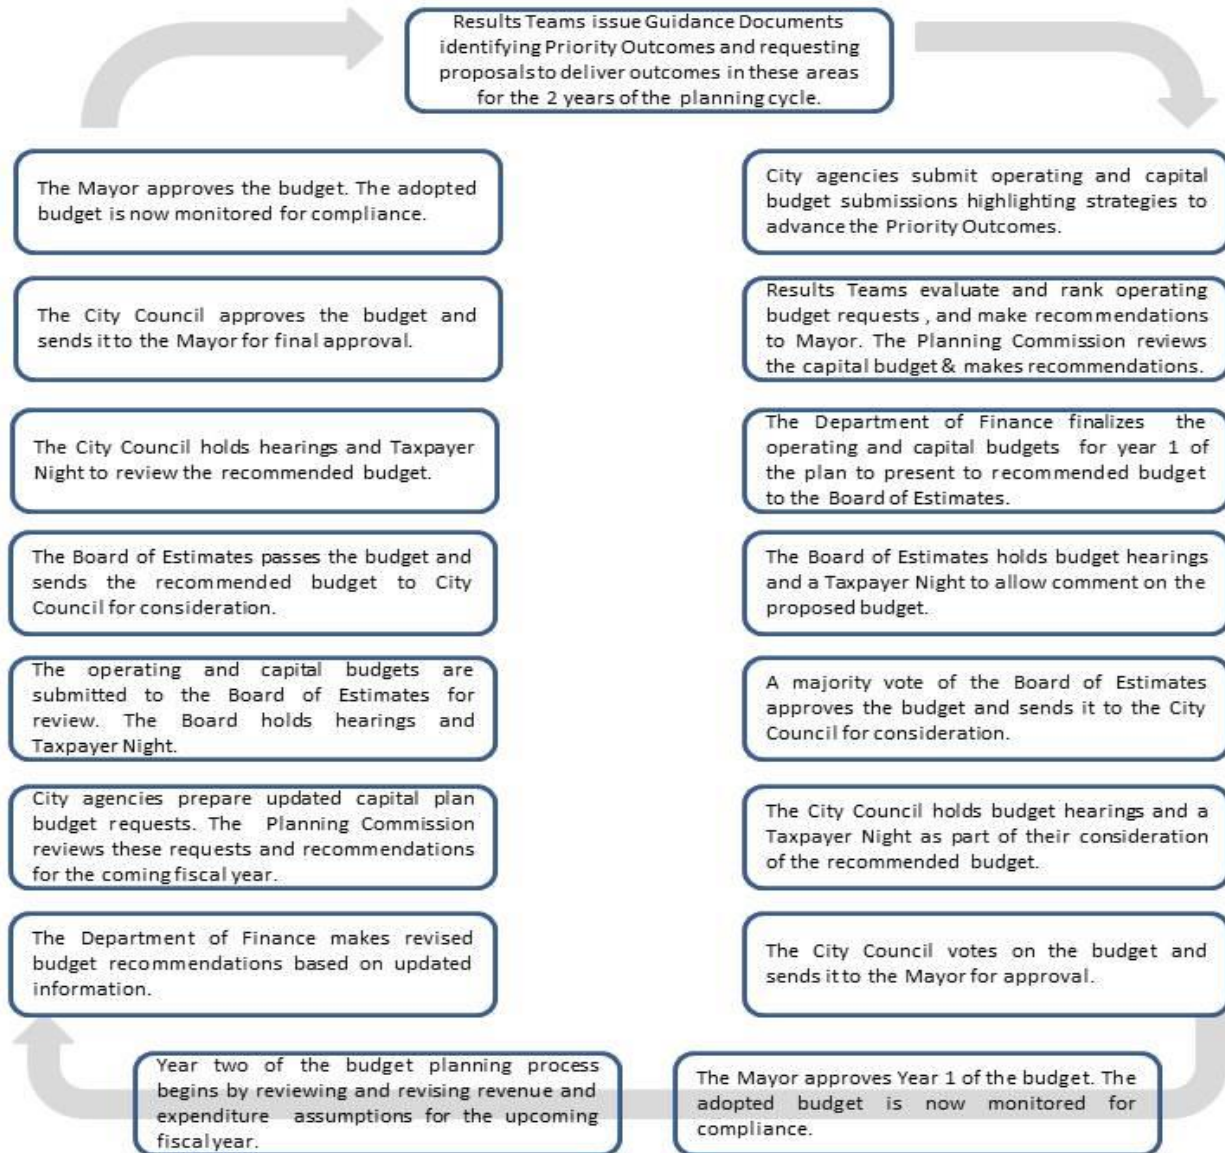 Results Teams issue Guidance Documents
identifying Priority Outcomes and requesting
proposals to deliver outcomes in these areas
for the 2 years of the planning cycle.
City agencies submit operating and capital
budget submissions highlighting strategies to
advance the Priority Outcomes.
Results Teams evaluate and rank operating
budget requests , and make recommendations
to Mayor. The Planning Commission reviews
the capital budget & makes recommendations.
The Department of Finance finalizes the
operating and capital budgets for year 1 of
the plan to present to recommended budget
to the Board of Estimates.
The Board of Estimates holds budget hearings
and a Taxpayer Night to allow comment on the
proposed budget.
A majority vote of the Board of Estimates
approves the budget and sends it to the City
Council for consideration.
The City Council holds budget hearings and a
Taxpayer Night as part of their consideration
of the recommended budget.
The City Council votes on the budget and
sends it to the Mayor for approval.
The Mayor approves Year 1 of the budget. The
adopted budget is now monitored for
compliance.
Year two of the budget planning process
begins by reviewing and revising revenue and
expenditure assumptions for the upcoming
fiscal year.
The Department of Finance makes revised
budget recommendations based on updated
information.
City agencies prepare updated capital plan
budget requests. The Planning Commission
reviews these requests and recommendations
for the coming fiscal year.
The operating and capital budgets are
submitted to the Board of Estimates for
review. The Board holds hearings and
Taxpayer Night.
The Board of Estimates passes the budget and
sends the recommended budget to City
Council for consideration.
The City Council holds hearings and Taxpayer
Night to review the recommended budget.
The City Council approves the budget and
sends it to the Mayor for final approval.
The Mayor approves the budget. The adopted
budget is now monitored for compliance.